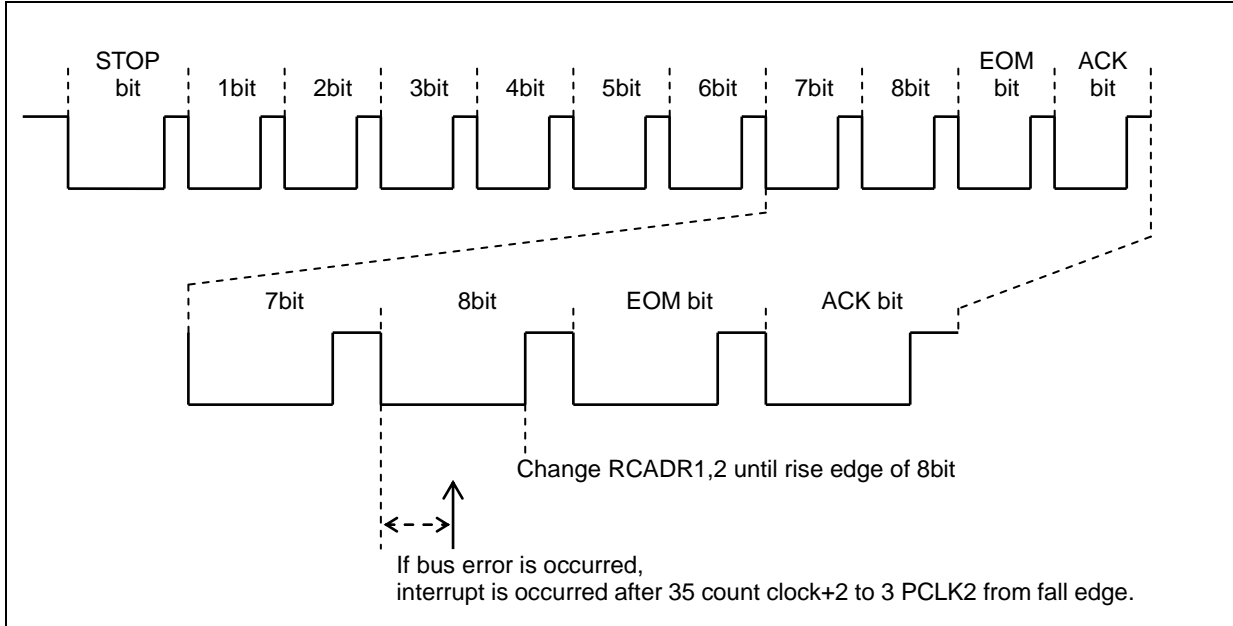 STOP bit 1bit 2bit 3bit 4bit 5bit 6bit 7bit 8bit EOM bit ACK bit
7bit 8bit EOM bit ACK bit
Change RCADR1,2 until rise edge of 8bit
If bus error is occurred,
interrupt is occurred after 35 count clock+2 to 3 PCLK2 from fall edge.